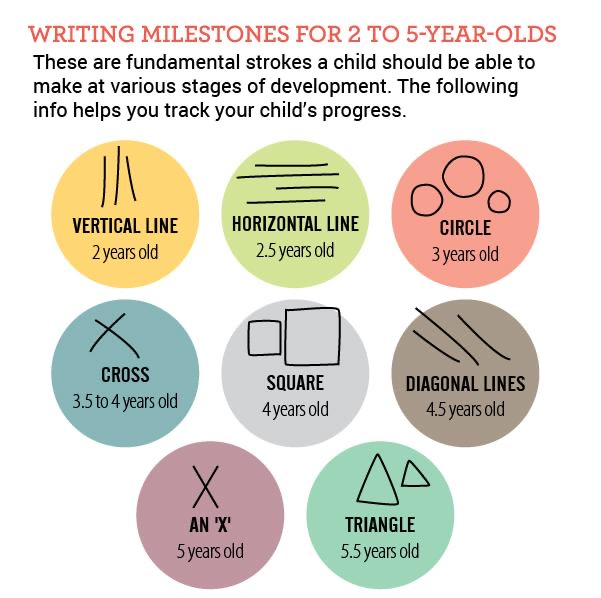 WRITING MILESTONES FOR 2 TO 5-YEAR-OLDS
These are fundamental strokes a child should be able to
make at various stages of development. The following
info helps you track your child's progress.
VERTICAL LINE
2 years old
HORIZONTAL LINE
2.5 years old
CIRCLE
3 years old
CROSS
3.5 to 4 years old
SQUARE
4 years old
DIAGONAL LINES
4.5 years old
AN 'X'
5 years old
TRIANGLE
5.5 years old